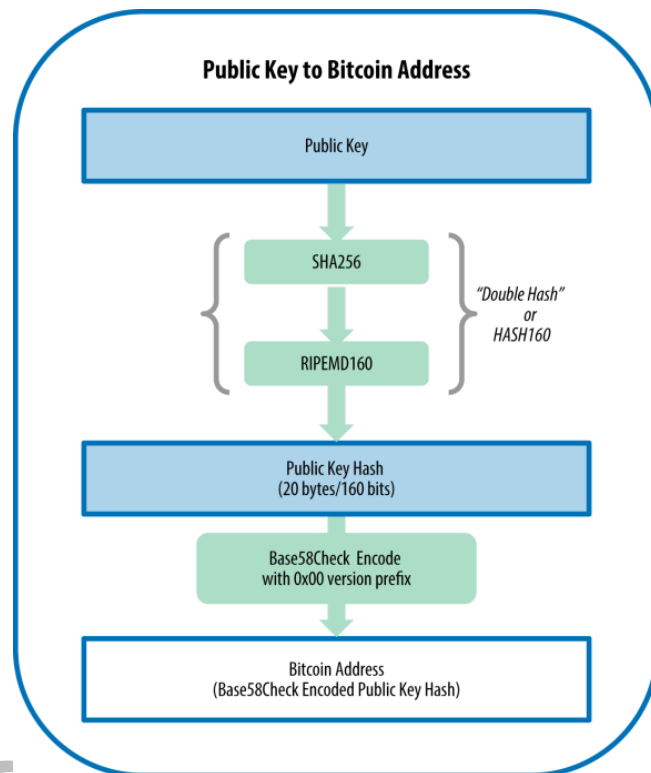 Public Key to Bitcoin Address
Public Key
SHA256
"Double Hash"
or
HASH160
RIPEMD160
Public Key Hash
(20 bytes/160 bits)
Base58Check Encode
with 0x00 version prefix
Bitcoin Address
(Base58Check Encoded Public Key Hash)